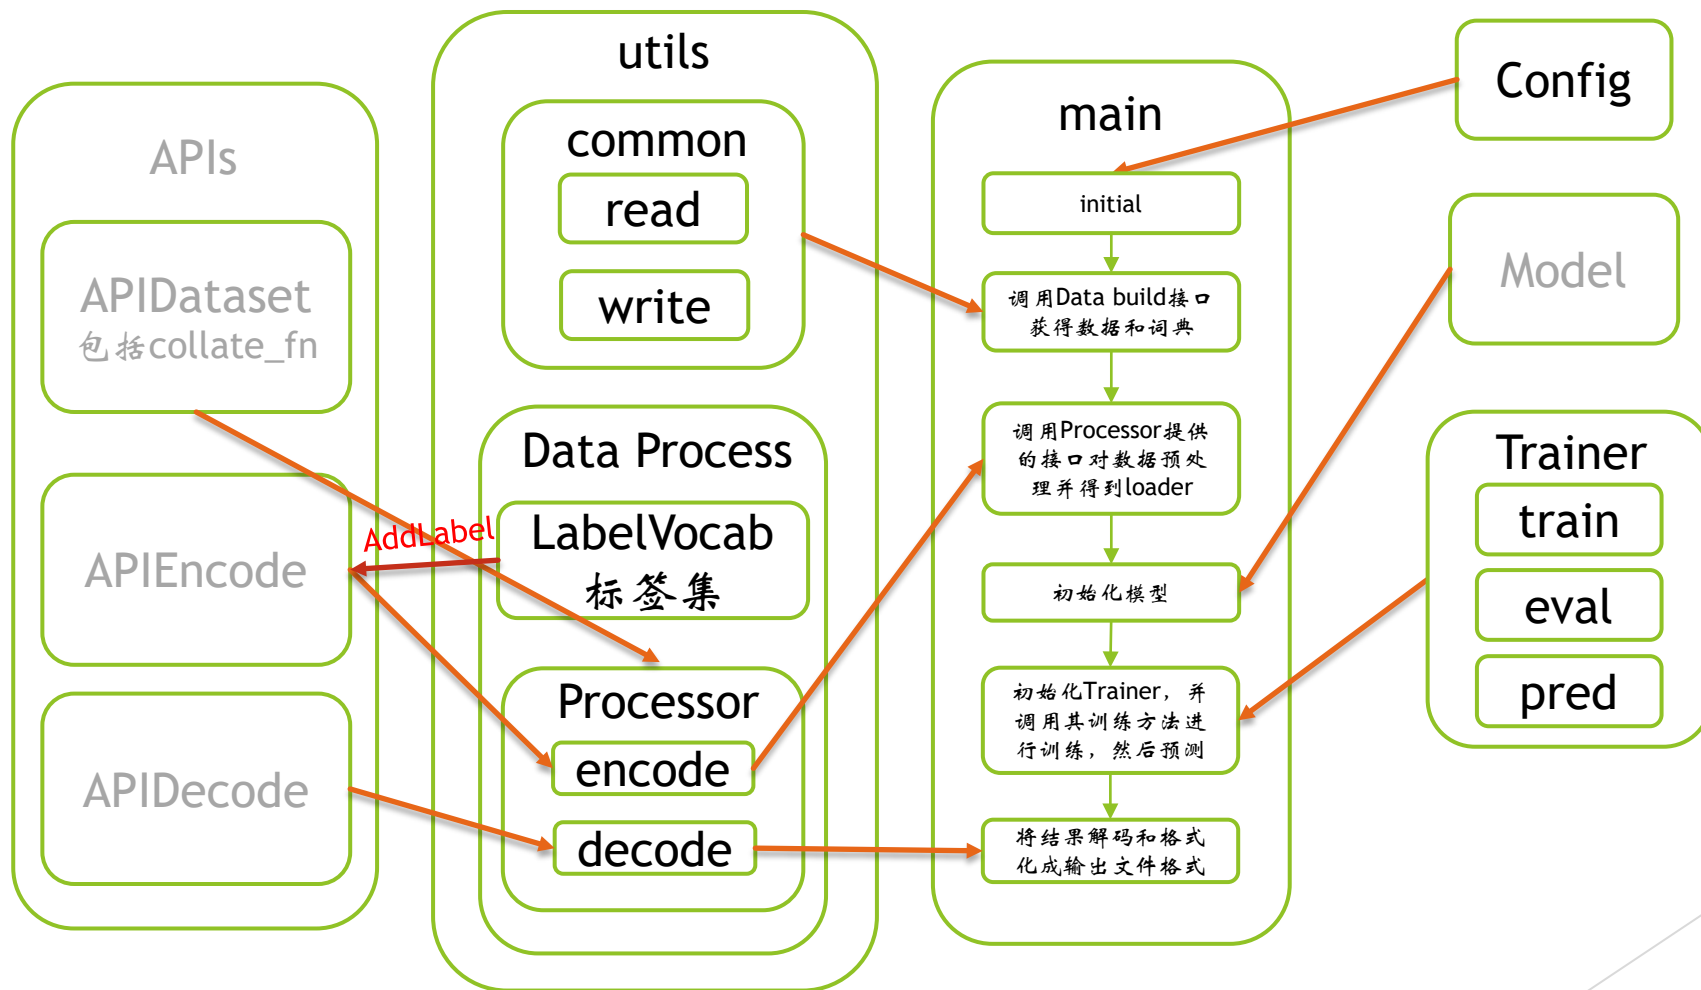 APIs
APIDataset
包括collate_fn
APIEncode
APIDecode
utils
common
read
write
Data Process
LabelVocab
标签集
AddLabel
Processor
encode
decode
main
initial
调用Data build接口
获得数据和词典
调用Processor提供
的接口对数据预处
理并得到loader
初始化模型
初始化Trainer，并
调用其训练方法进
行训练，然后预测
将结果解码和格式
化成输出文件格式
Config
Model
Trainer
train
eval
pred